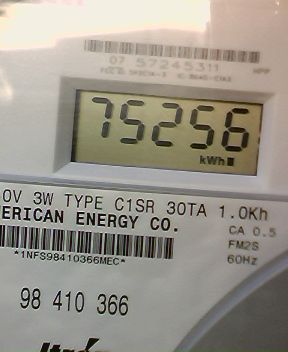 07 57245311
75256
kWh
0V 3W TYPE C1SR 30TA 1.0Kh
ERICAN ENERGY CO.
CA 0.5
FM2S
*1NFS98410366MEC*
60Hz
98 410 366